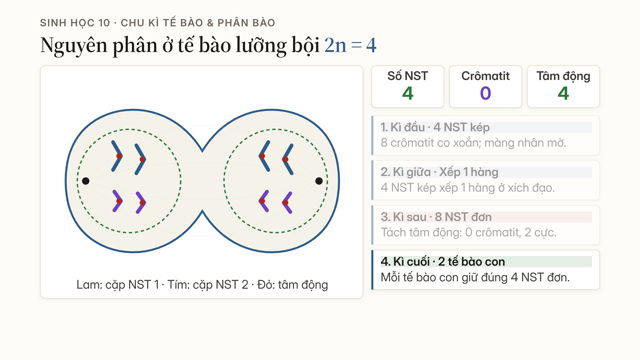 SINH HỌC 10 · CHU KÌ TẾ BÀO & PHÂN BÀO
Nguyên phân ở tế bào lưỡng bội 2n = 4
Số NST
4
Crômatit
0
Tâm động
4
1. Kì đầu · 4 NST kép
8 crômatit co xoắn; màng nhân mờ.
2. Kì giữa · Xếp 1 hàng
4 NST kép xếp 1 hàng ở xích đạo.
3. Kì sau · 8 NST đơn
Tách tâm động: 0 crômatit, 2 cực.
4. Kì cuối · 2 tế bào con
Mỗi tế bào con giữ đúng 4 NST đơn.
Lam: cặp NST 1 · Tím: cặp NST 2 · Đỏ: tâm động